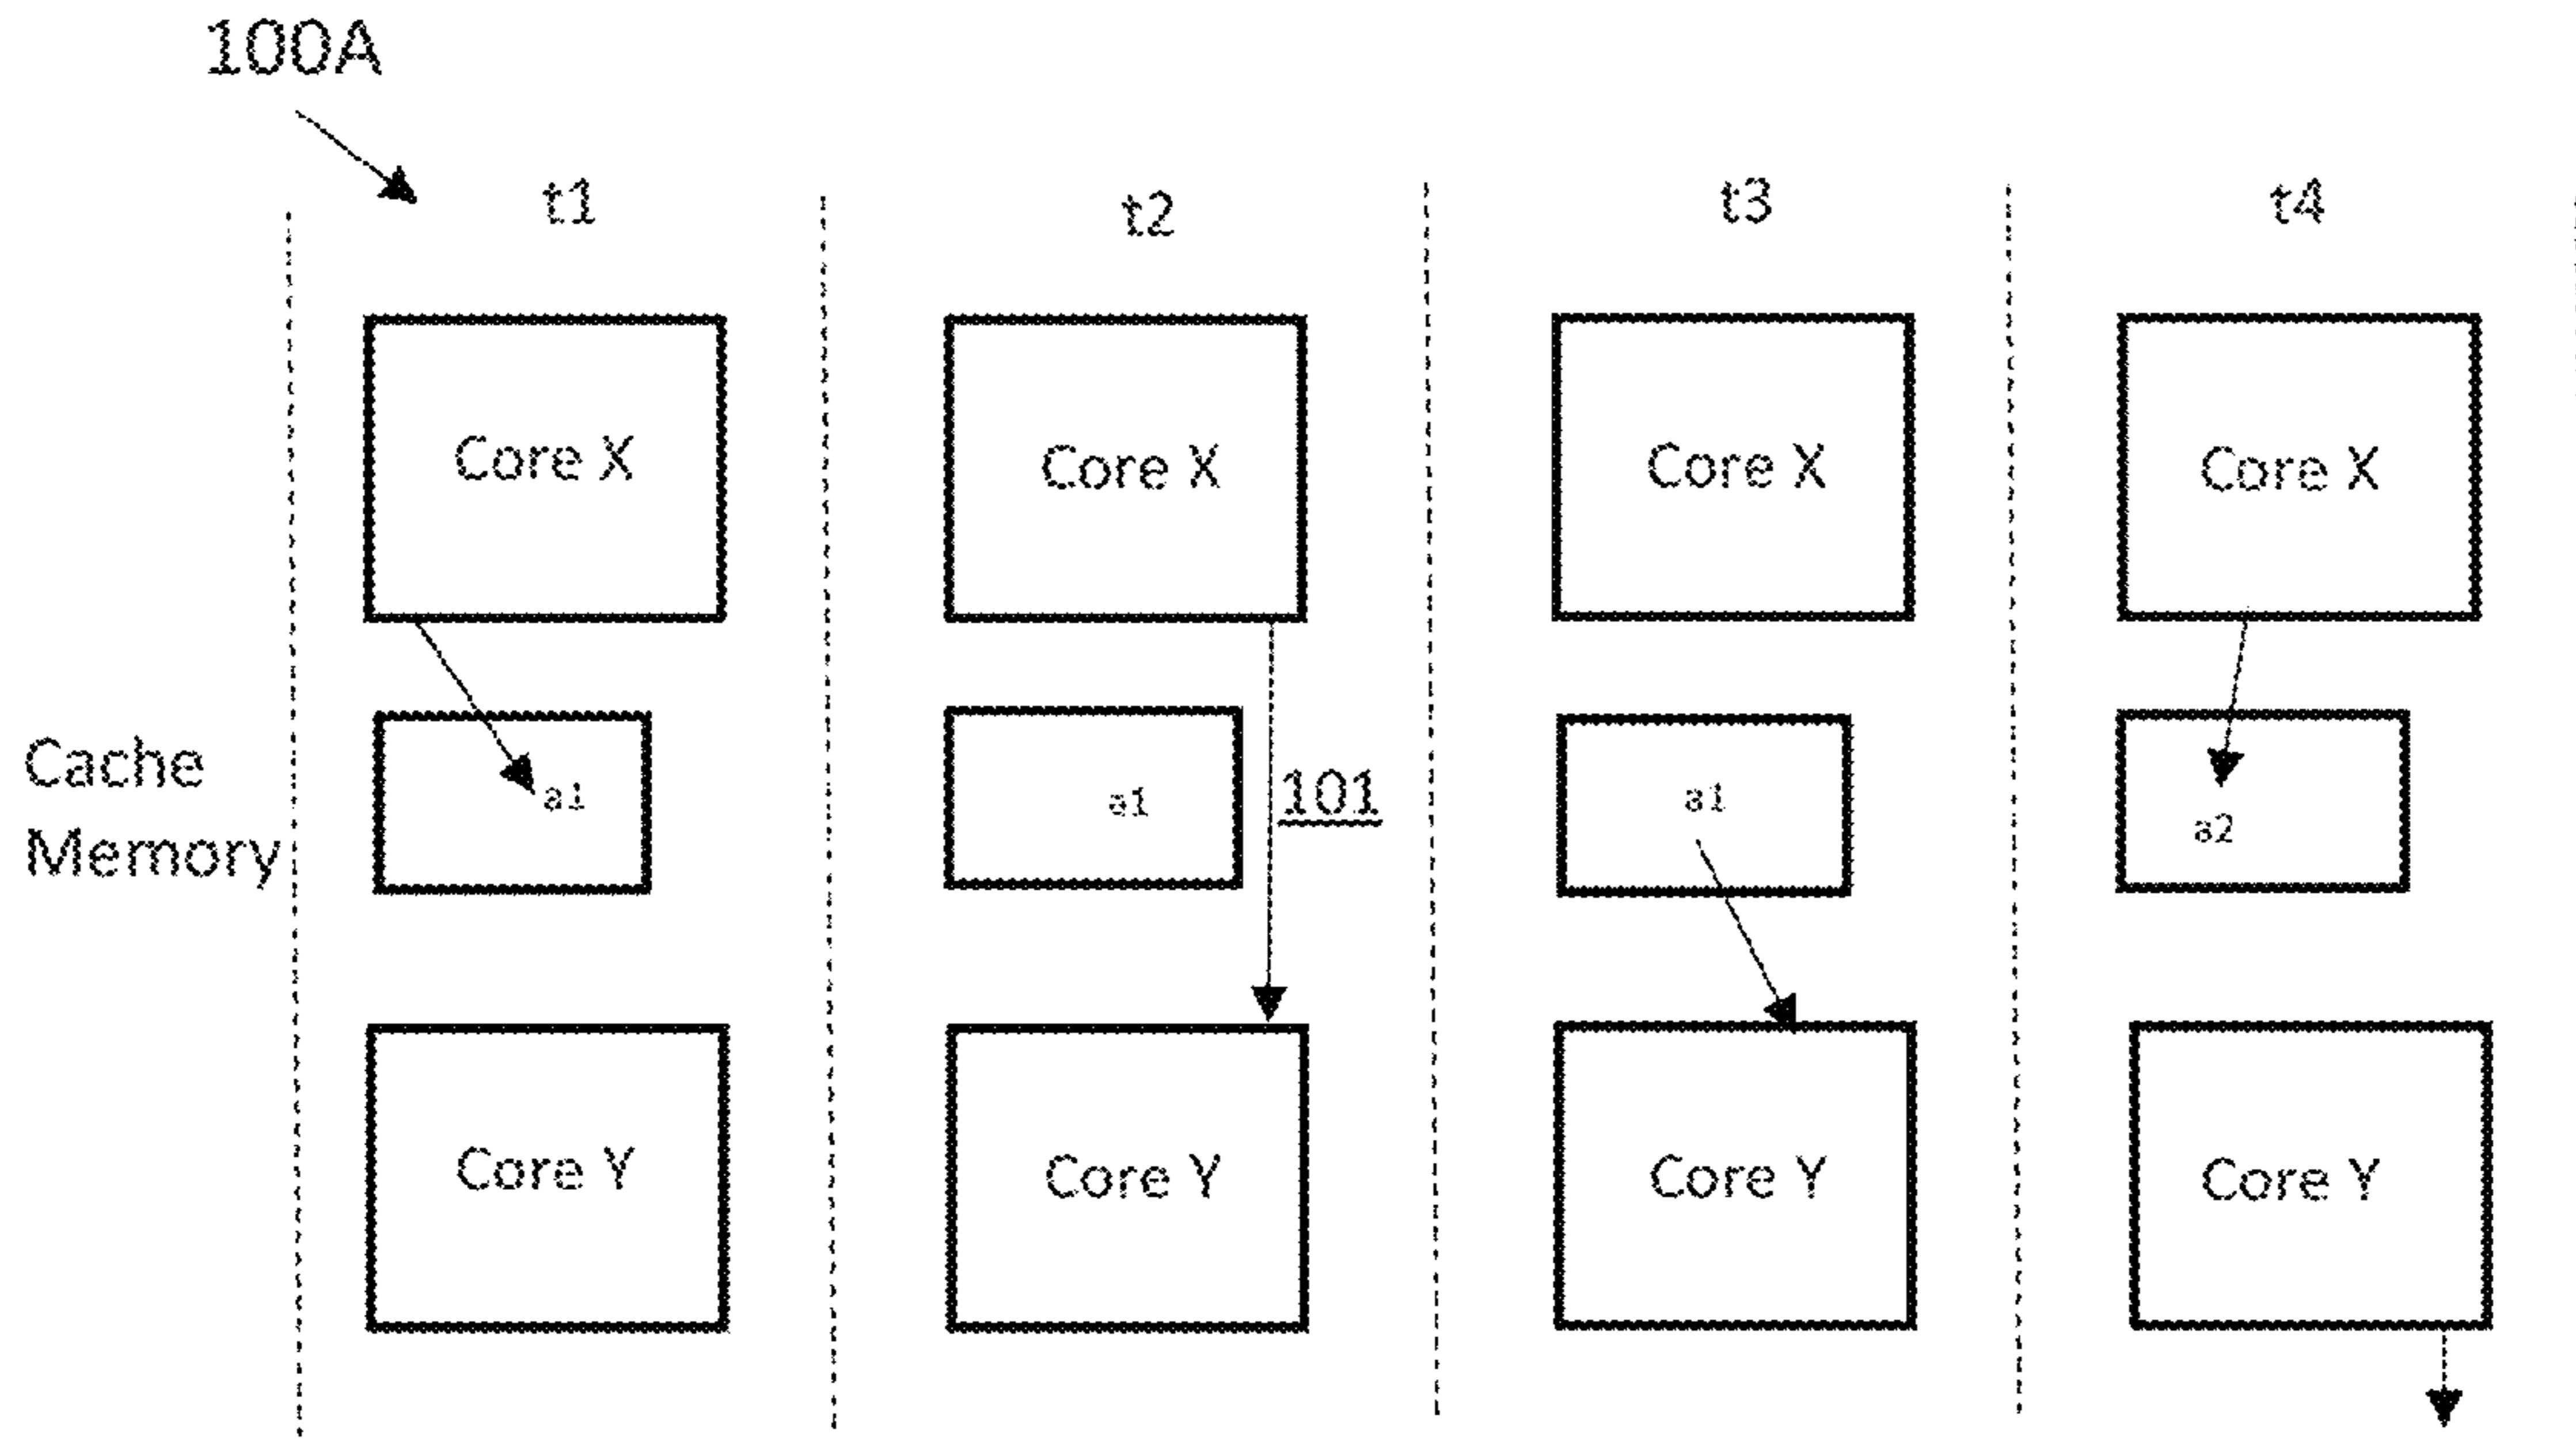 100A
t1 t2 t3 t4
Core X Core X Core X Core X
Cache
Memory
a1 a1 101 a1 a2
Core Y Core Y Core Y Core Y